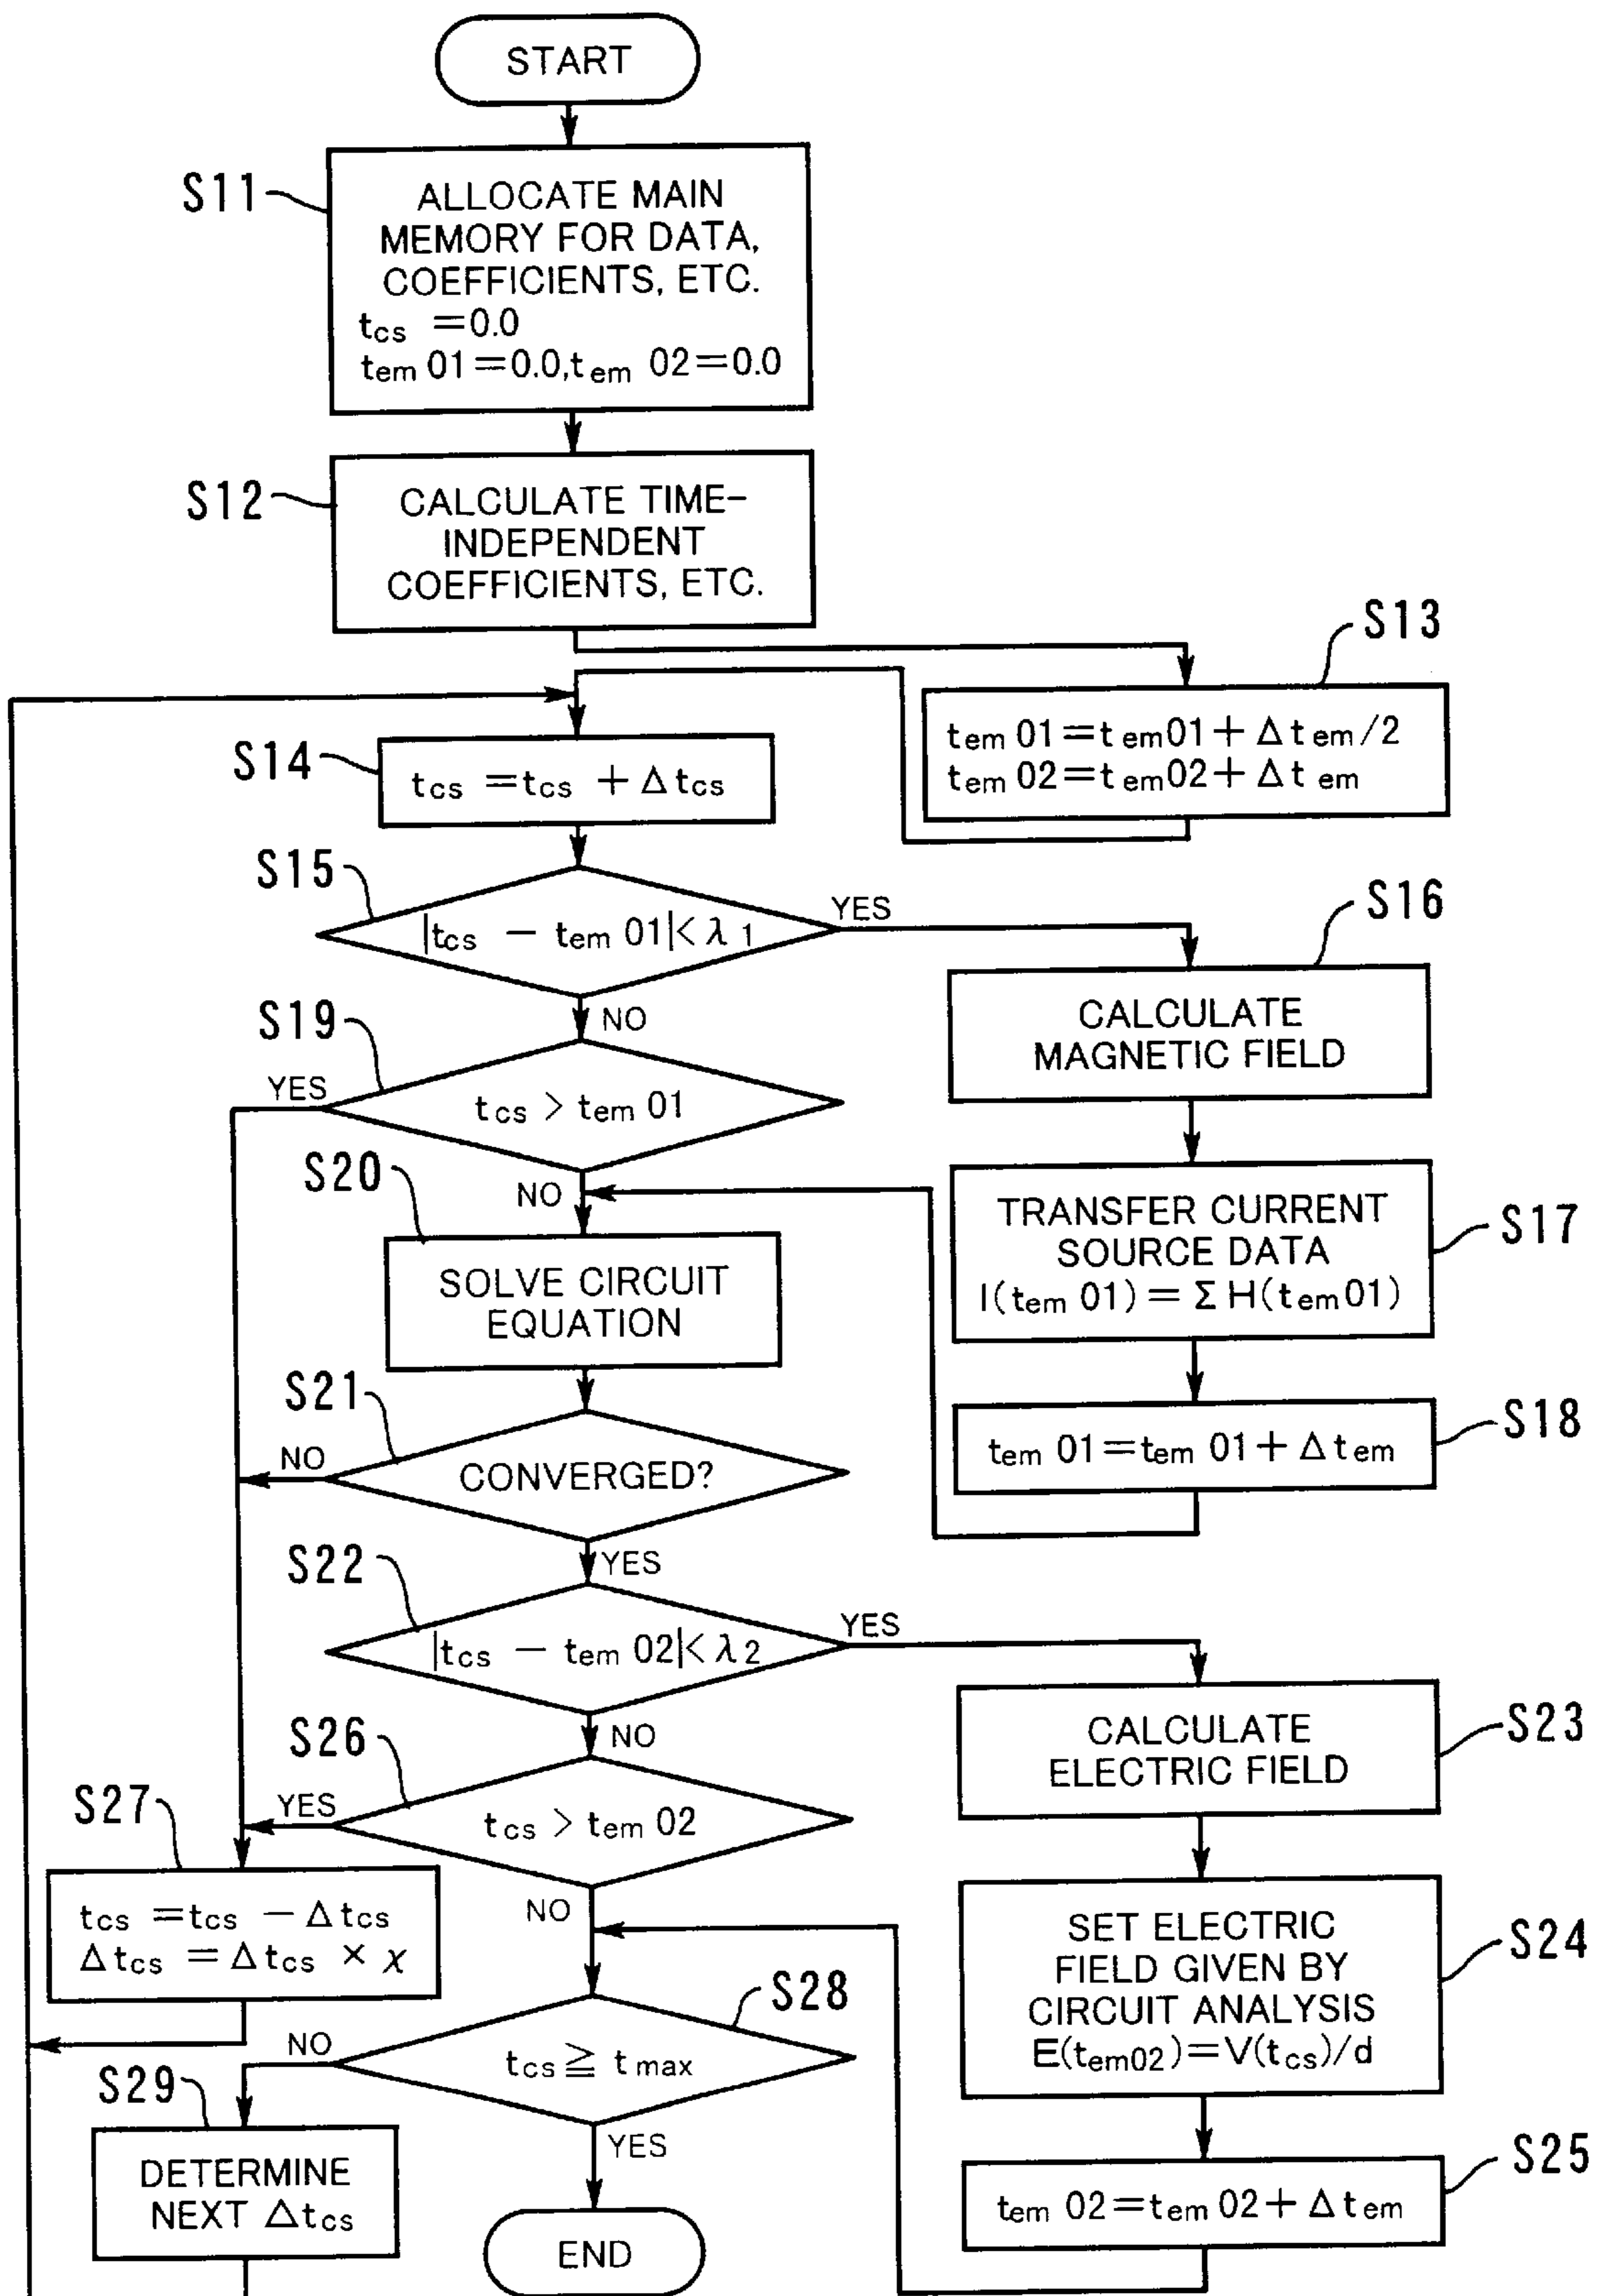 START
S11
ALLOCATE MAIN
MEMORY FOR DATA,
COEFFICIENTS, ETC.
tcs =0.0
tem 01=0.0,tem 02=0.0
S12
CALCULATE TIME-
INDEPENDENT
COEFFICIENTS, ETC.
S13
tem 01=tem01+Δtem/2
tem 02=tem02+Δtem
S14
tcs =tcs +Δtcs
S15
|tcs − tem 01|<λ1
YES
NO
S16
CALCULATE
MAGNETIC FIELD
S19
YES
tcs > tem 01
NO
S17
TRANSFER CURRENT
SOURCE DATA
I(tem 01)=ΣH(tem01)
S20
SOLVE CIRCUIT
EQUATION
S18
tem 01=tem 01+Δtem
S21
NO
CONVERGED?
YES
S22
|tcs − tem 02|<λ2
YES
NO
S23
CALCULATE
ELECTRIC FIELD
S26
YES
tcs > tem 02
NO
S27
tcs =tcs −Δtcs
Δtcs =Δtcs × χ
S24
SET ELECTRIC
FIELD GIVEN BY
CIRCUIT ANALYSIS
E(tem02)=V(tcs)/d
S28
NO
tcs ≧ tmax
YES
S29
DETERMINE
NEXT Δtcs
S25
tem 02=tem 02+Δtem
END